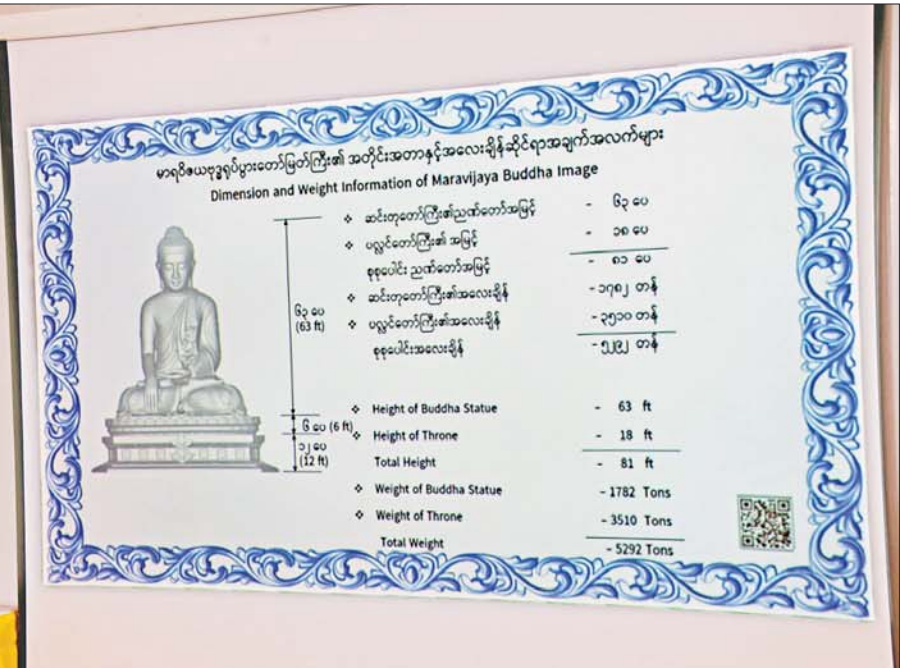 မာရဝိဇယဗုဒ္ဓရုပ်ပွားတော်မြတ်ကြီး၏ အတိုင်းအတာနှင့်အလေးချိန်ဆိုင်ရာအချက်အလက်များ
Dimension and Weight Information of Maravijaya Buddha Image
❖ ဆင်းတုတော်ကြီး၏ဉာဏ်တော်အမြင့် - ၆၃ ပေ
❖ ပလ္လင်တော်ကြီး၏ အမြင့် - ၁၈ ပေ
စုစုပေါင်း ဉာဏ်တော်အမြင့် - ၈၁ ပေ
❖ ဆင်းတုတော်ကြီး၏အလေးချိန် - ၁၇၈၂ တန်
❖ ပလ္လင်တော်ကြီး၏အလေးချိန် - ၃၅၁၀ တန်
စုစုပေါင်းအလေးချိန် - ၅၂၉၂ တန်
၆၃ ပေ
(63 ft)
၆ ပေ (6 ft)
၁၂ ပေ
(12 ft)
❖ Height of Buddha Statue - 63 ft
❖ Height of Throne - 18 ft
Total Height - 81 ft
❖ Weight of Buddha Statue - 1782 Tons
❖ Weight of Throne - 3510 Tons
Total Weight - 5292 Tons